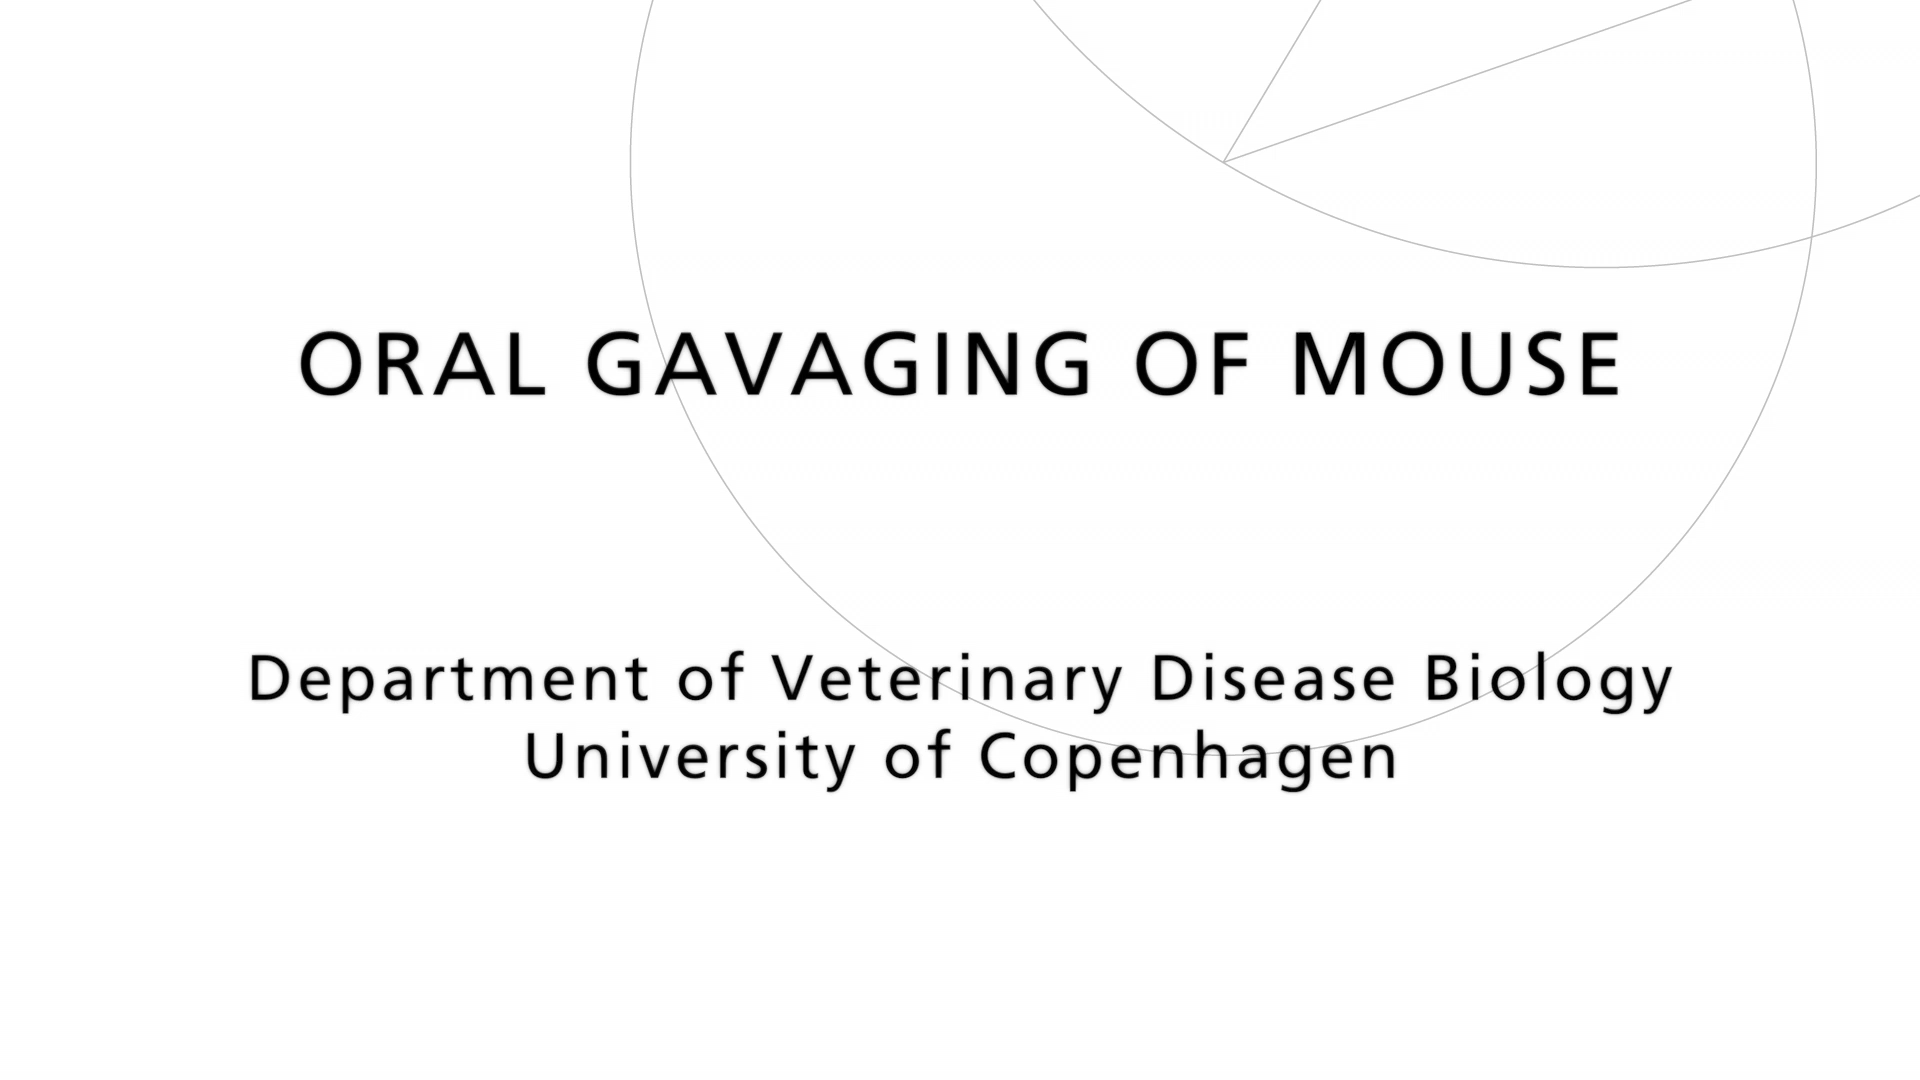 ORAL GAVAGING OF MOUSE
Department of Veterinary Disease Biology
University of Copenhagen